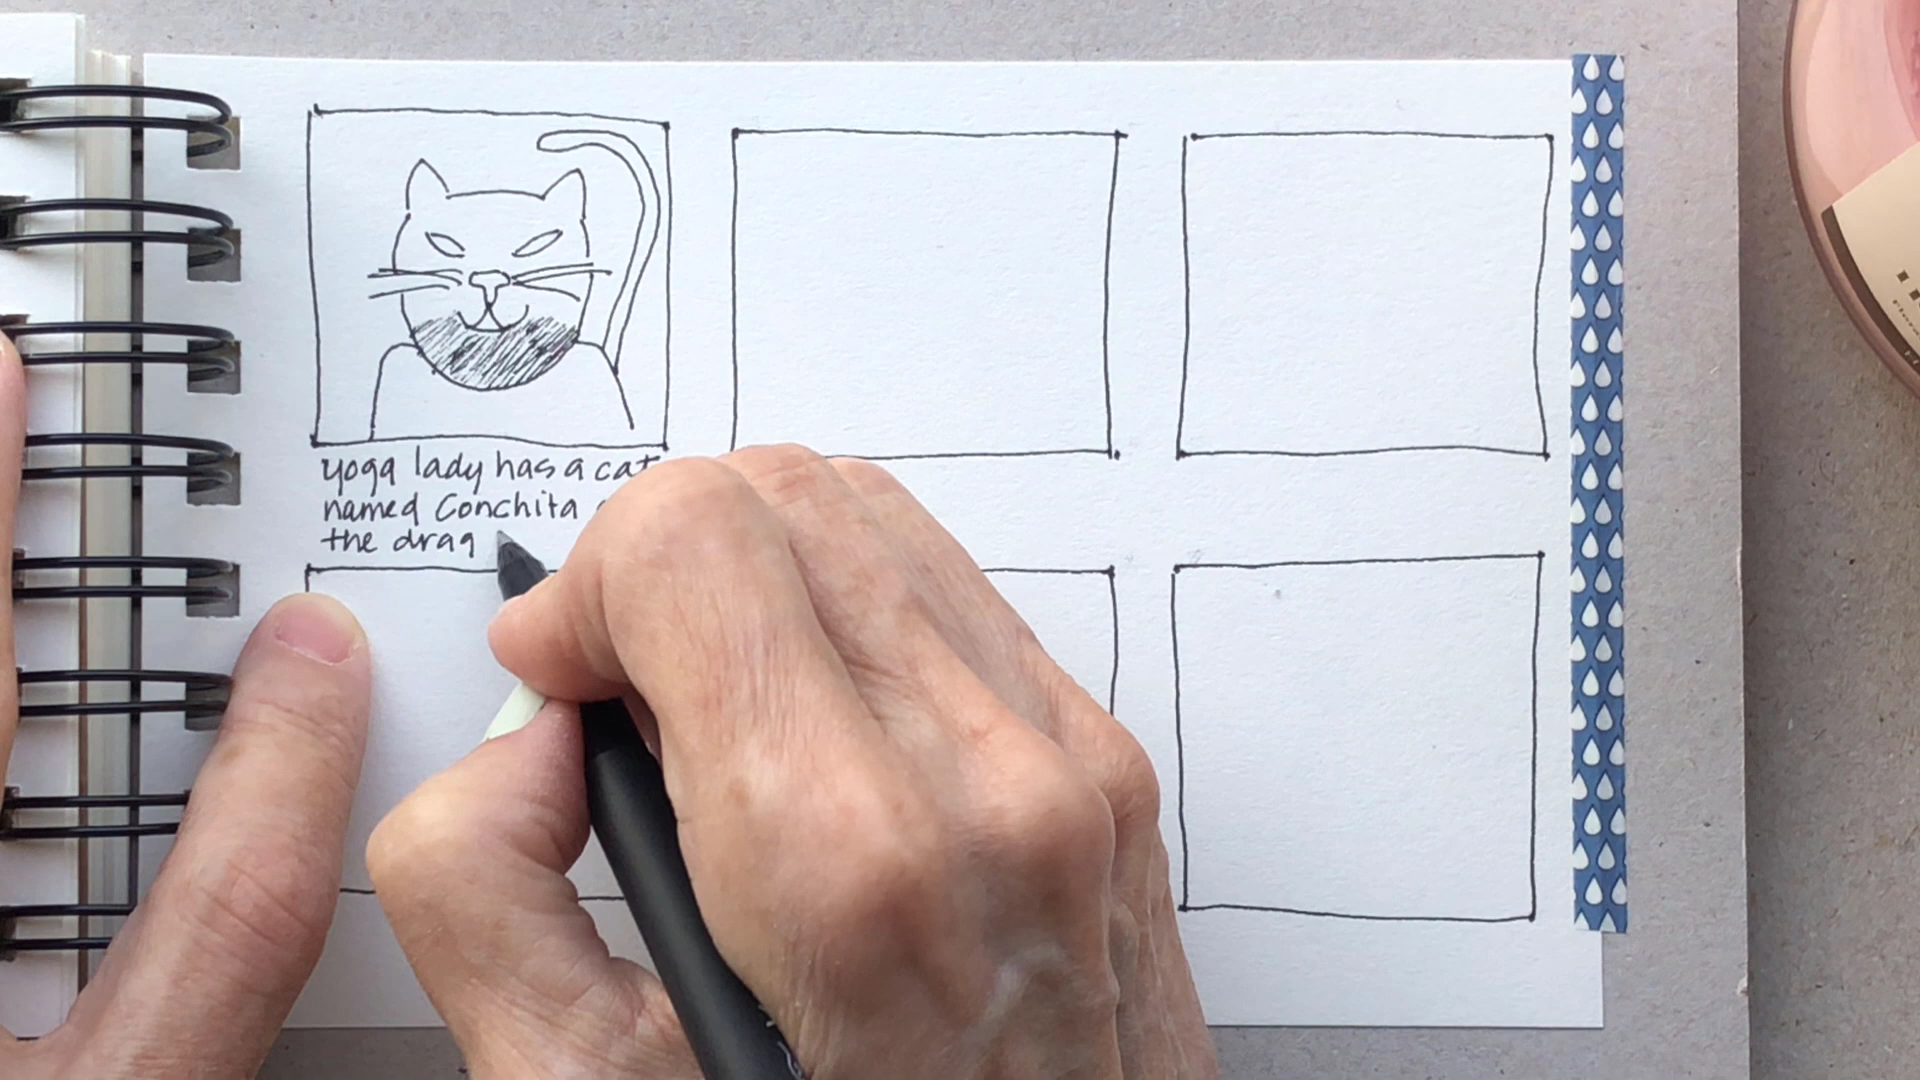 yoga lady has a cat
named Conchita
the drag